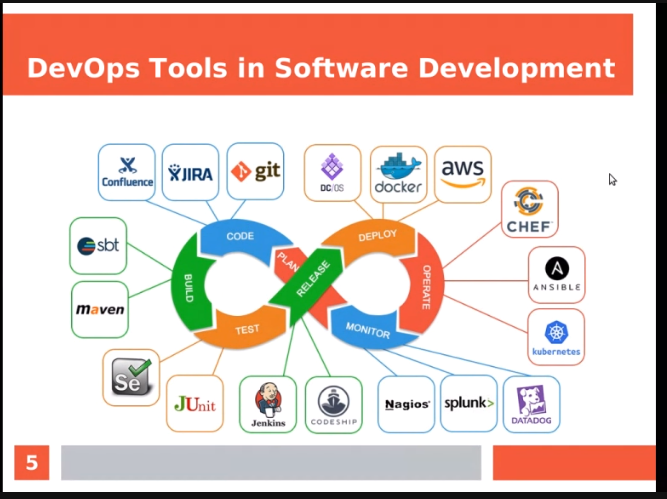 DevOps Tools in Software Development
Confluence
JIRA
git
DC/OS
docker
aws
CHEF
sbt
CODE
DEPLOY
PLAN
RELEASE
BUILD
OPERATE
ANSIBLE
maven
TEST
MONITOR
kubernetes
Se
JUnit
Jenkins
CODESHIP
Nagios®
splunk>
DATADOG
5